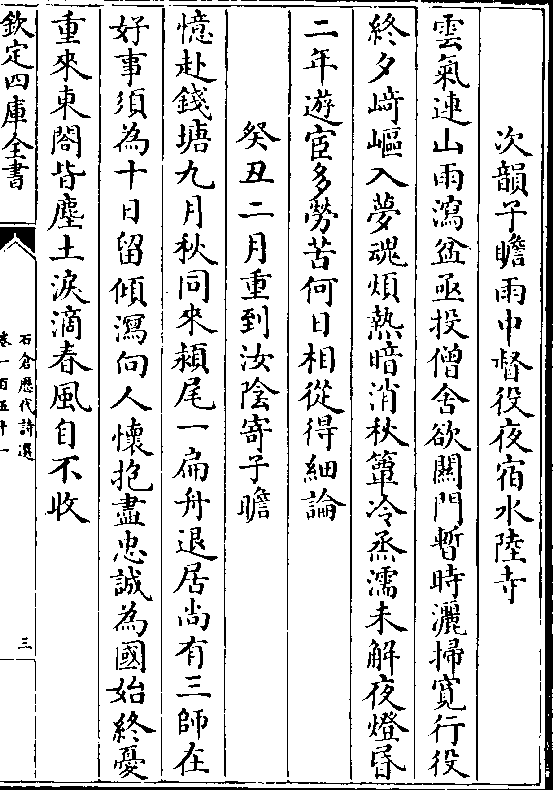 次韻子瞻雨中督役夜宿水陸寺
雲氣連山雨瀉盆亟投僧舍欲關門暫時灑掃寛行役
終夕崎嶇入夢魂煩熱暗消秋簟冷烝濡未解夜燈昏
二年遊宦多勞苦何日相從得細論
癸丑二月重到汝陰寄子瞻
憶赴錢塘九月秋同來潁尾一扁舟退居尚有三師在
好事須為十日留傾瀉向人懷抱盡忠誠為國始終憂
重來東閤皆塵土淚滴春風自不收
欽定四庫全書
石倉歷代詩選
卷一百五十一
三